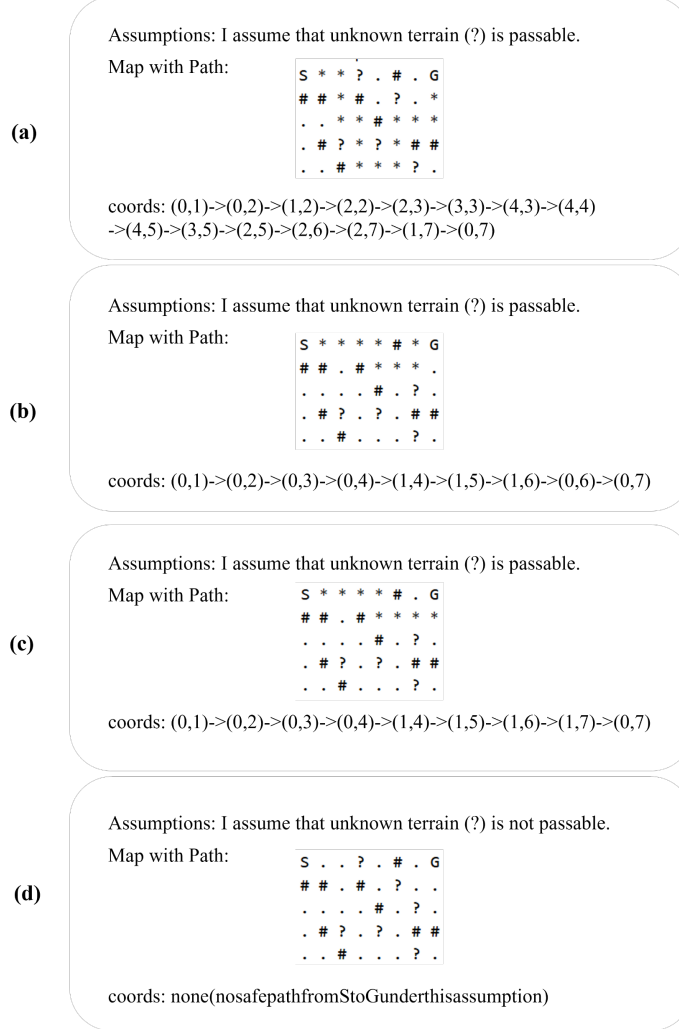 Assumptions: I assume that unknown terrain (?) is passable.
Map with Path:
S * * ? . # . G
# # * # . ? . *
. . * * # * * *
. # ? * ? * # #
. . # * * * ? .
(a)
coords: (0,1)->(0,2)->(1,2)->(2,2)->(2,3)->(3,3)->(4,3)->(4,4)
->(4,5)->(3,5)->(2,5)->(2,6)->(2,7)->(1,7)->(0,7)
Assumptions: I assume that unknown terrain (?) is passable.
Map with Path:
S * * * * # * G
# # . # * * * .
. . . . # . ? .
. # ? . ? . # #
. . # . . . ? .
(b)
coords: (0,1)->(0,2)->(0,3)->(0,4)->(1,4)->(1,5)->(1,6)->(0,6)->(0,7)
Assumptions: I assume that unknown terrain (?) is passable.
Map with Path:
S * * * * # . G
# # . # * * * *
. . . . # . ? .
. # ? . ? . # #
. . # . . . ? .
(c)
coords: (0,1)->(0,2)->(0,3)->(0,4)->(1,4)->(1,5)->(1,6)->(1,7)->(0,7)
Assumptions: I assume that unknown terrain (?) is not passable.
Map with Path:
S . . ? . # . G
# # . # . ? . .
. . . . # . ? .
. # ? . ? . # #
. . # . . . ? .
(d)
coords: none(nosafepathfromStoGunderthisassumption)